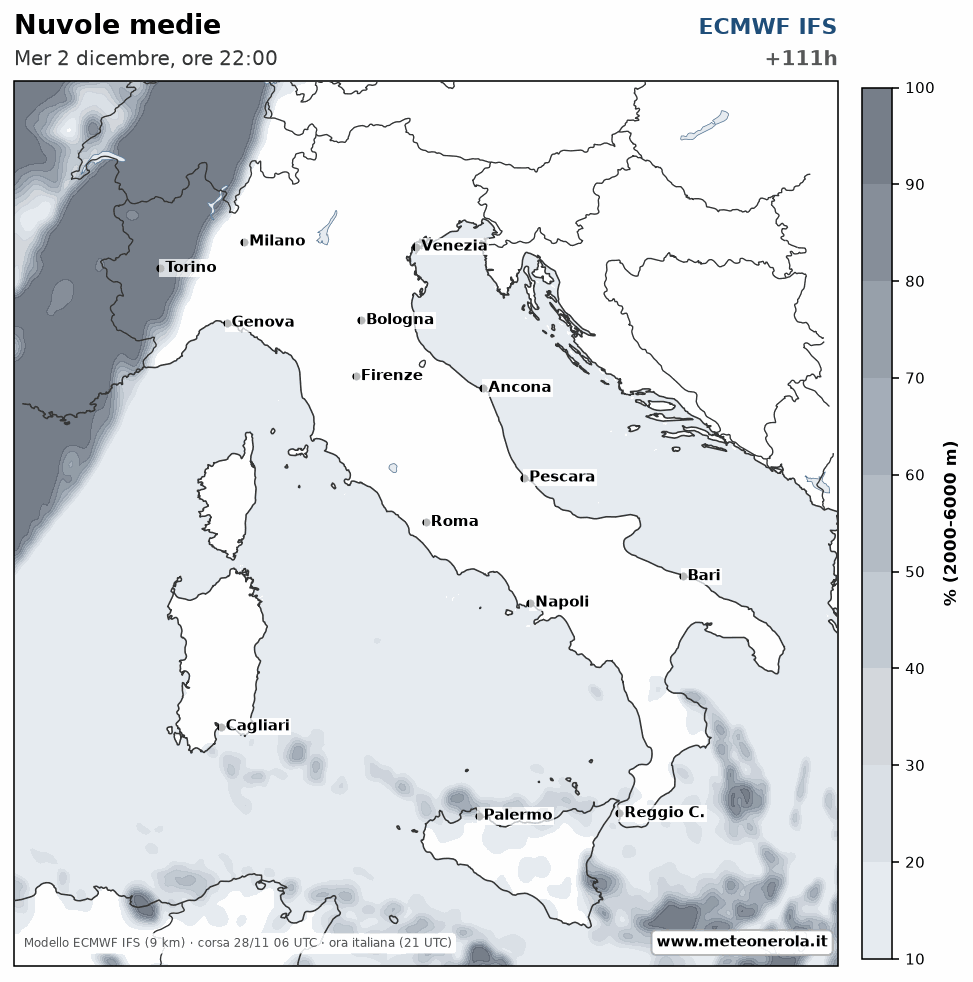 Nuvole medie
ECMWF IFS
Mer 2 dicembre, ore 22:00
+111h
100
90
80
70
60
50
40
30
20
10
% (2000-6000 m)
Milano
Venezia
Torino
Genova
Bologna
Firenze
Ancona
Pescara
Roma
Bari
Napoli
Cagliari
Palermo
Reggio C.
Modello ECMWF IFS (9 km) · corsa 28/11 06 UTC · ora italiana (21 UTC)
www.meteonerola.it